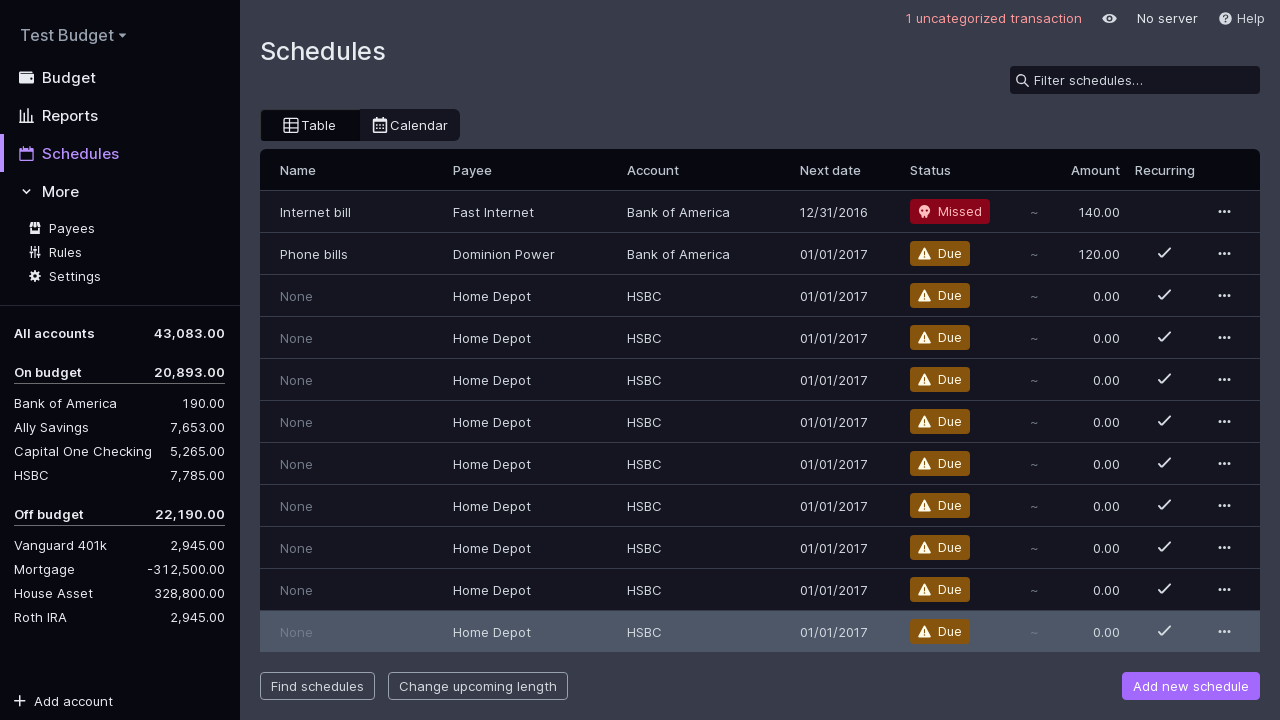 Test Budget
Budget
Reports
Schedules
More
Payees
Rules
Settings
All accounts 43,083.00
On budget 20,893.00
Bank of America 190.00
Ally Savings 7,653.00
Capital One Checking 5,265.00
HSBC 7,785.00
Off budget 22,190.00
Vanguard 401k 2,945.00
Mortgage -312,500.00
House Asset 328,800.00
Roth IRA 2,945.00
Add account
1 uncategorized transaction No server Help
Schedules
Filter schedules…
Table Calendar
Name Payee Account Next date Status Amount Recurring
Internet bill Fast Internet Bank of America 12/31/2016 Missed ~ 140.00
Phone bills Dominion Power Bank of America 01/01/2017 Due ~ 120.00
None Home Depot HSBC 01/01/2017 Due ~ 0.00
None Home Depot HSBC 01/01/2017 Due ~ 0.00
None Home Depot HSBC 01/01/2017 Due ~ 0.00
None Home Depot HSBC 01/01/2017 Due ~ 0.00
None Home Depot HSBC 01/01/2017 Due ~ 0.00
None Home Depot HSBC 01/01/2017 Due ~ 0.00
None Home Depot HSBC 01/01/2017 Due ~ 0.00
None Home Depot HSBC 01/01/2017 Due ~ 0.00
None Home Depot HSBC 01/01/2017 Due ~ 0.00
Find schedules Change upcoming length Add new schedule